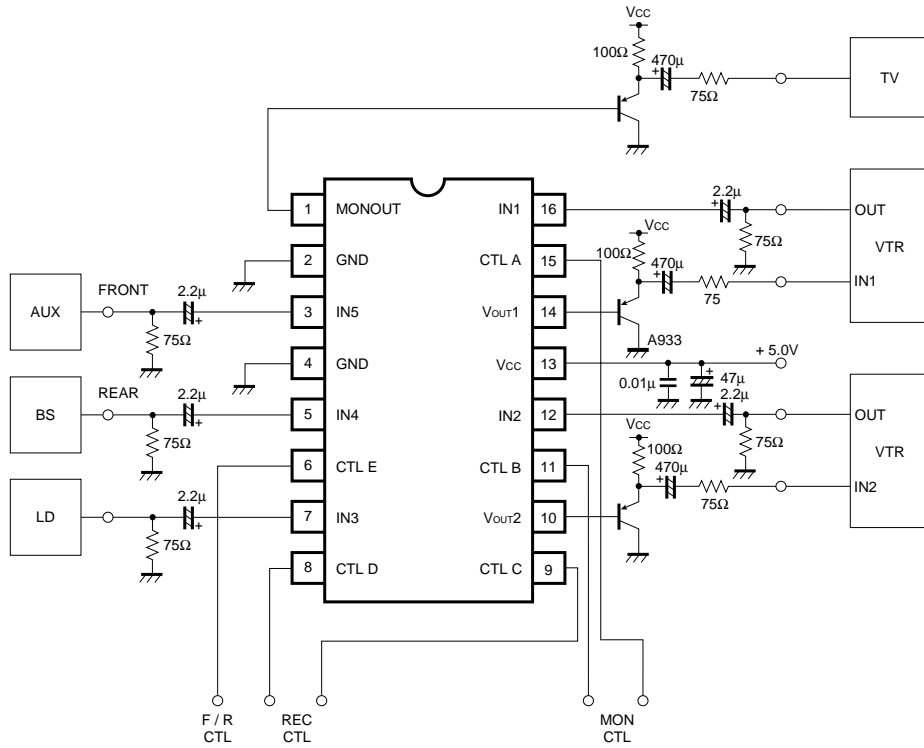 Vcc
100Ω
470μ
+
75Ω
TV
1 MONOUT
2 GND
3 IN5
4 GND
5 IN4
6 CTL E
7 IN3
8 CTL D
IN1 16
CTL A 15
VOUT1 14
Vcc 13
IN2 12
CTL B 11
VOUT2 10
CTL C 9
AUX
FRONT
2.2μ
+
75Ω
BS
REAR
2.2μ
+
75Ω
LD
2.2μ
+
75Ω
2.2μ
+
75Ω
OUT
VTR
IN1
Vcc
100Ω
470μ
+
75
A933
+ 5.0V
0.01μ
+
47μ
2.2μ
+
75Ω
OUT
VTR
IN2
Vcc
100Ω
470μ
+
75Ω
F / R
CTL
REC
CTL
MON
CTL